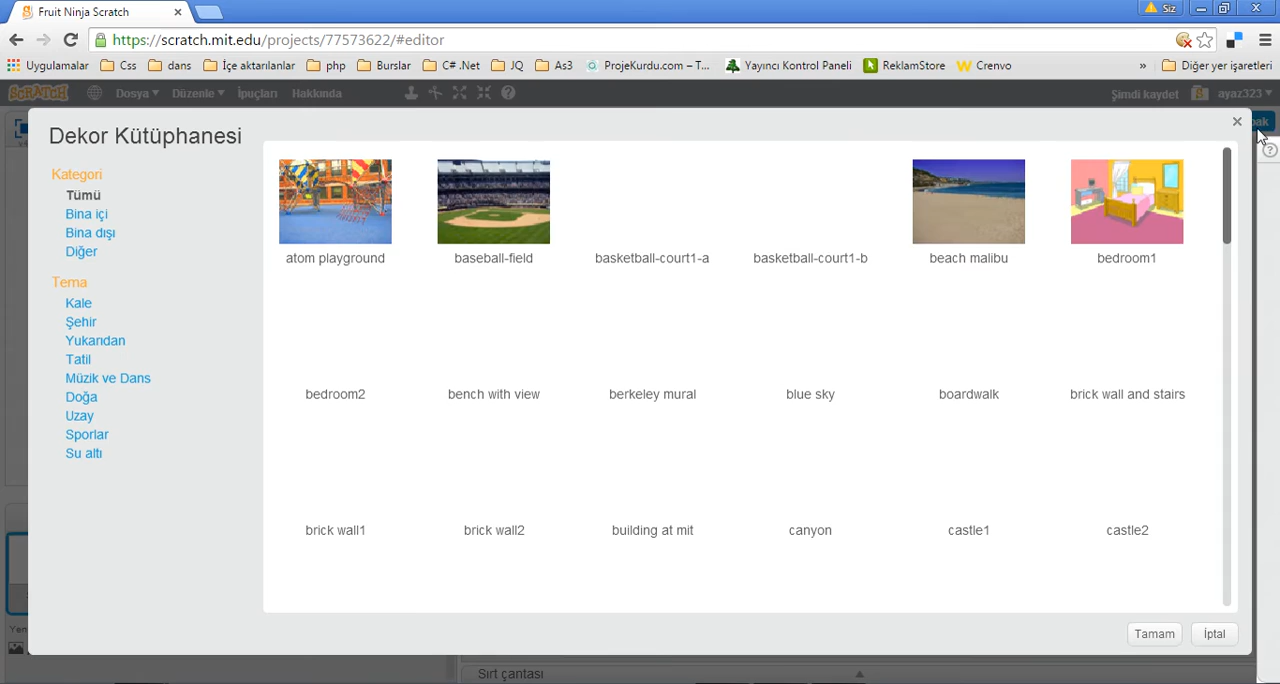 Fruit Ninja Scratch
Siz
https://scratch.mit.edu/projects/77573622/#editor
Uygulamalar Css dans İçe aktarılanlar php Burslar C# .Net JQ As3 ProjeKurdu.com – T... Yayıncı Kontrol Paneli ReklamStore Crenvo » Diğer yer işaretleri
SCRATCH Dosya Düzenle İpuçları Hakkında Şimdi kaydet ayaz323
Dekor Kütüphanesi
Kategori
Tümü
Bina içi
Bina dışı
Diğer
Tema
Kale
Şehir
Yukarıdan
Tatil
Müzik ve Dans
Doğa
Uzay
Sporlar
Su altı
atom playground baseball-field basketball-court1-a basketball-court1-b beach malibu bedroom1
bedroom2 bench with view berkeley mural blue sky boardwalk brick wall and stairs
brick wall1 brick wall2 building at mit canyon castle1 castle2
Tamam İptal
Sırt çantası